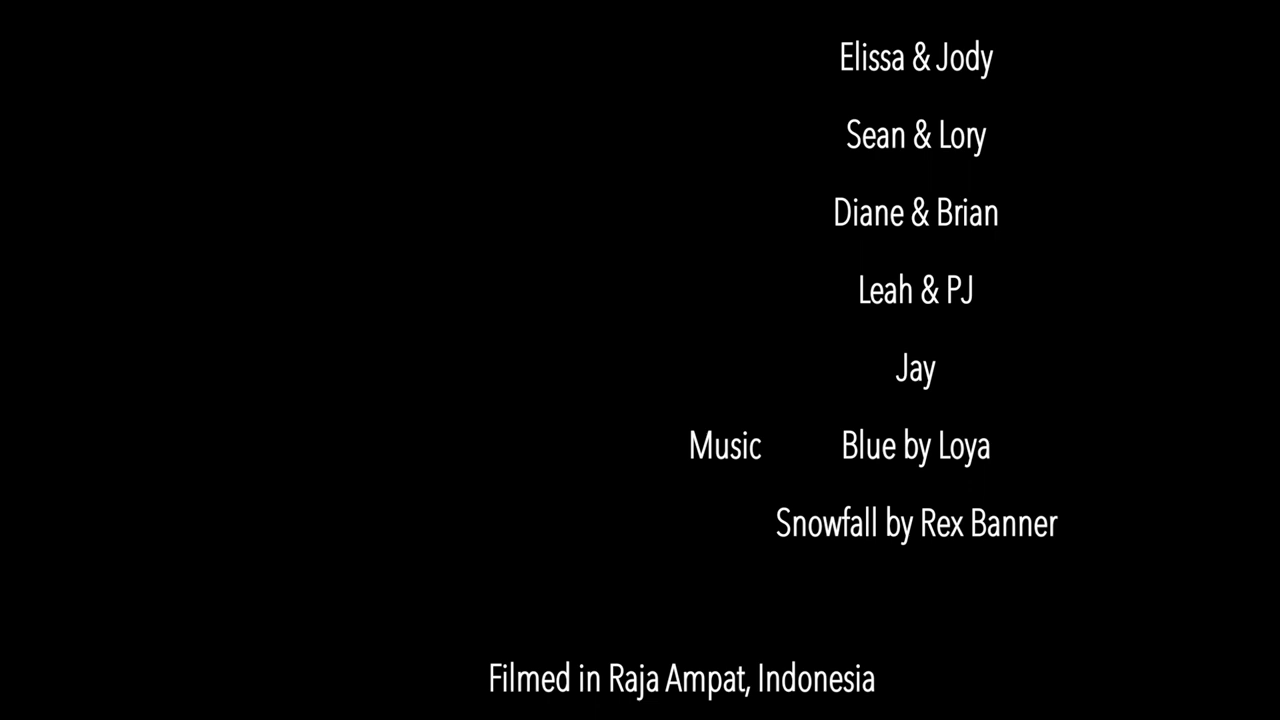 Elissa & Jody
Sean & Lory
Diane & Brian
Leah & PJ
Jay
Music Blue by Loya
Snowfall by Rex Banner
Filmed in Raja Ampat, Indonesia